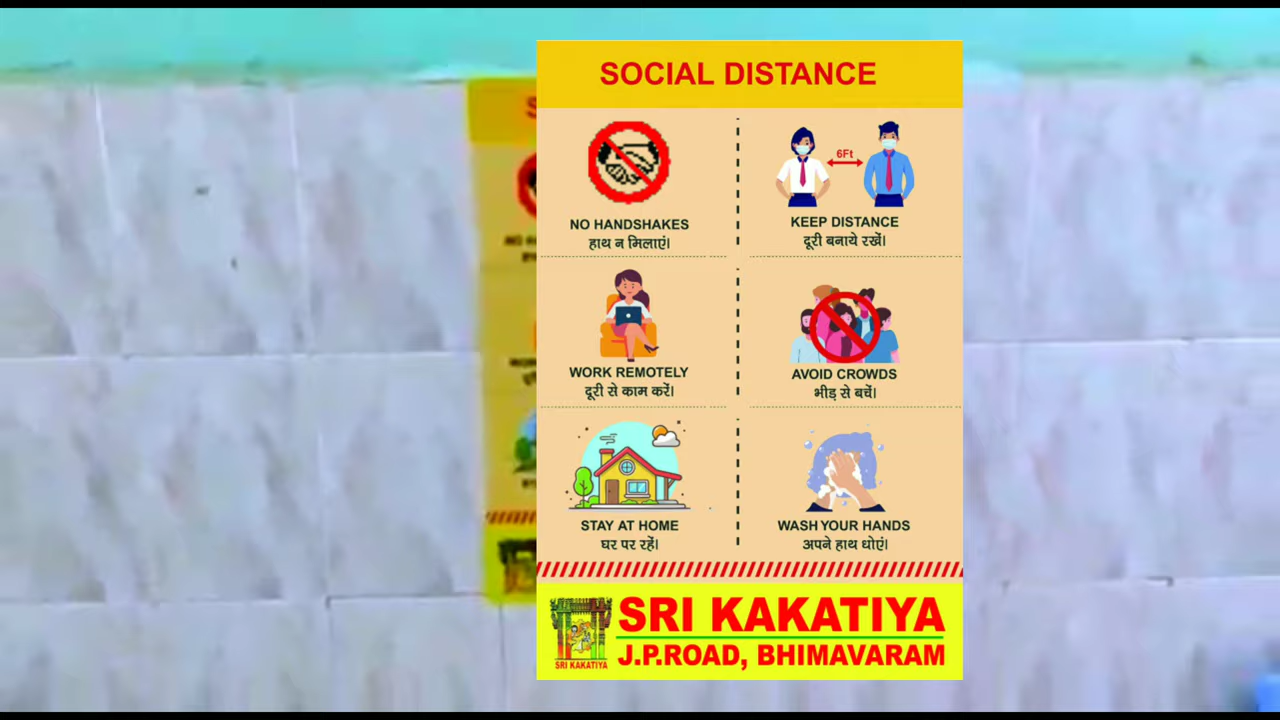 SOCIAL DISTANCE
NO HANDSHAKES
हाथ न मिलाएं।
6Ft
KEEP DISTANCE
दूरी बनाये रखें।
WORK REMOTELY
दूरी से काम करें।
AVOID CROWDS
भीड़ से बचें।
STAY AT HOME
घर पर रहें।
WASH YOUR HANDS
अपने हाथ धोएं।
SRI KAKATIYA
SRI KAKATIYA
J.P.ROAD, BHIMAVARAM